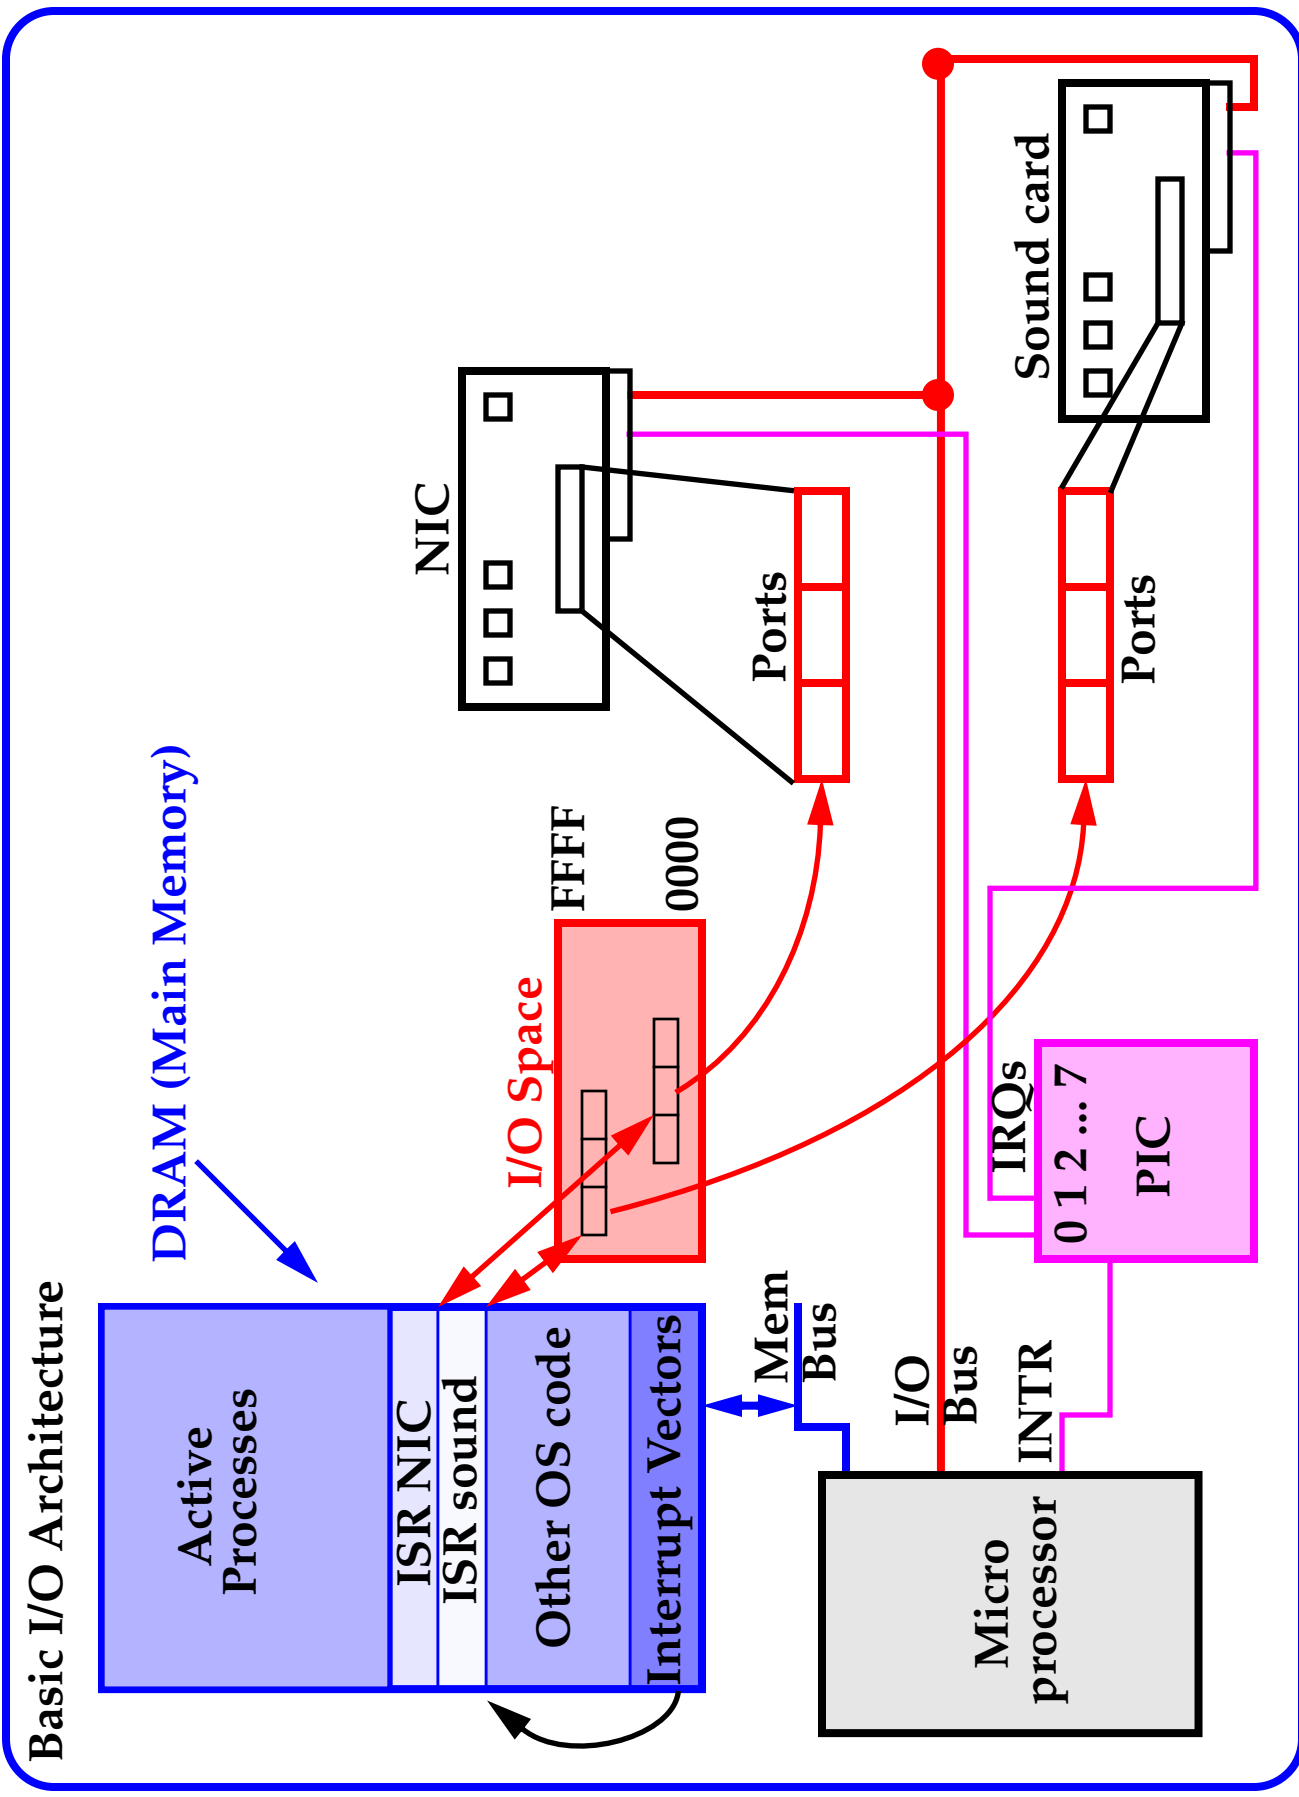 Basic I/O Architecture
DRAM (Main Memory)
Active
Processes
ISR NIC
ISR sound
Other OS code
Interrupt Vectors
I/O Space
FFFF
0000
NIC
Ports
Mem
Bus
I/O
Bus
INTR
IRQs
0 1 2 ... 7
PIC
Sound card
Ports
Micro
processor